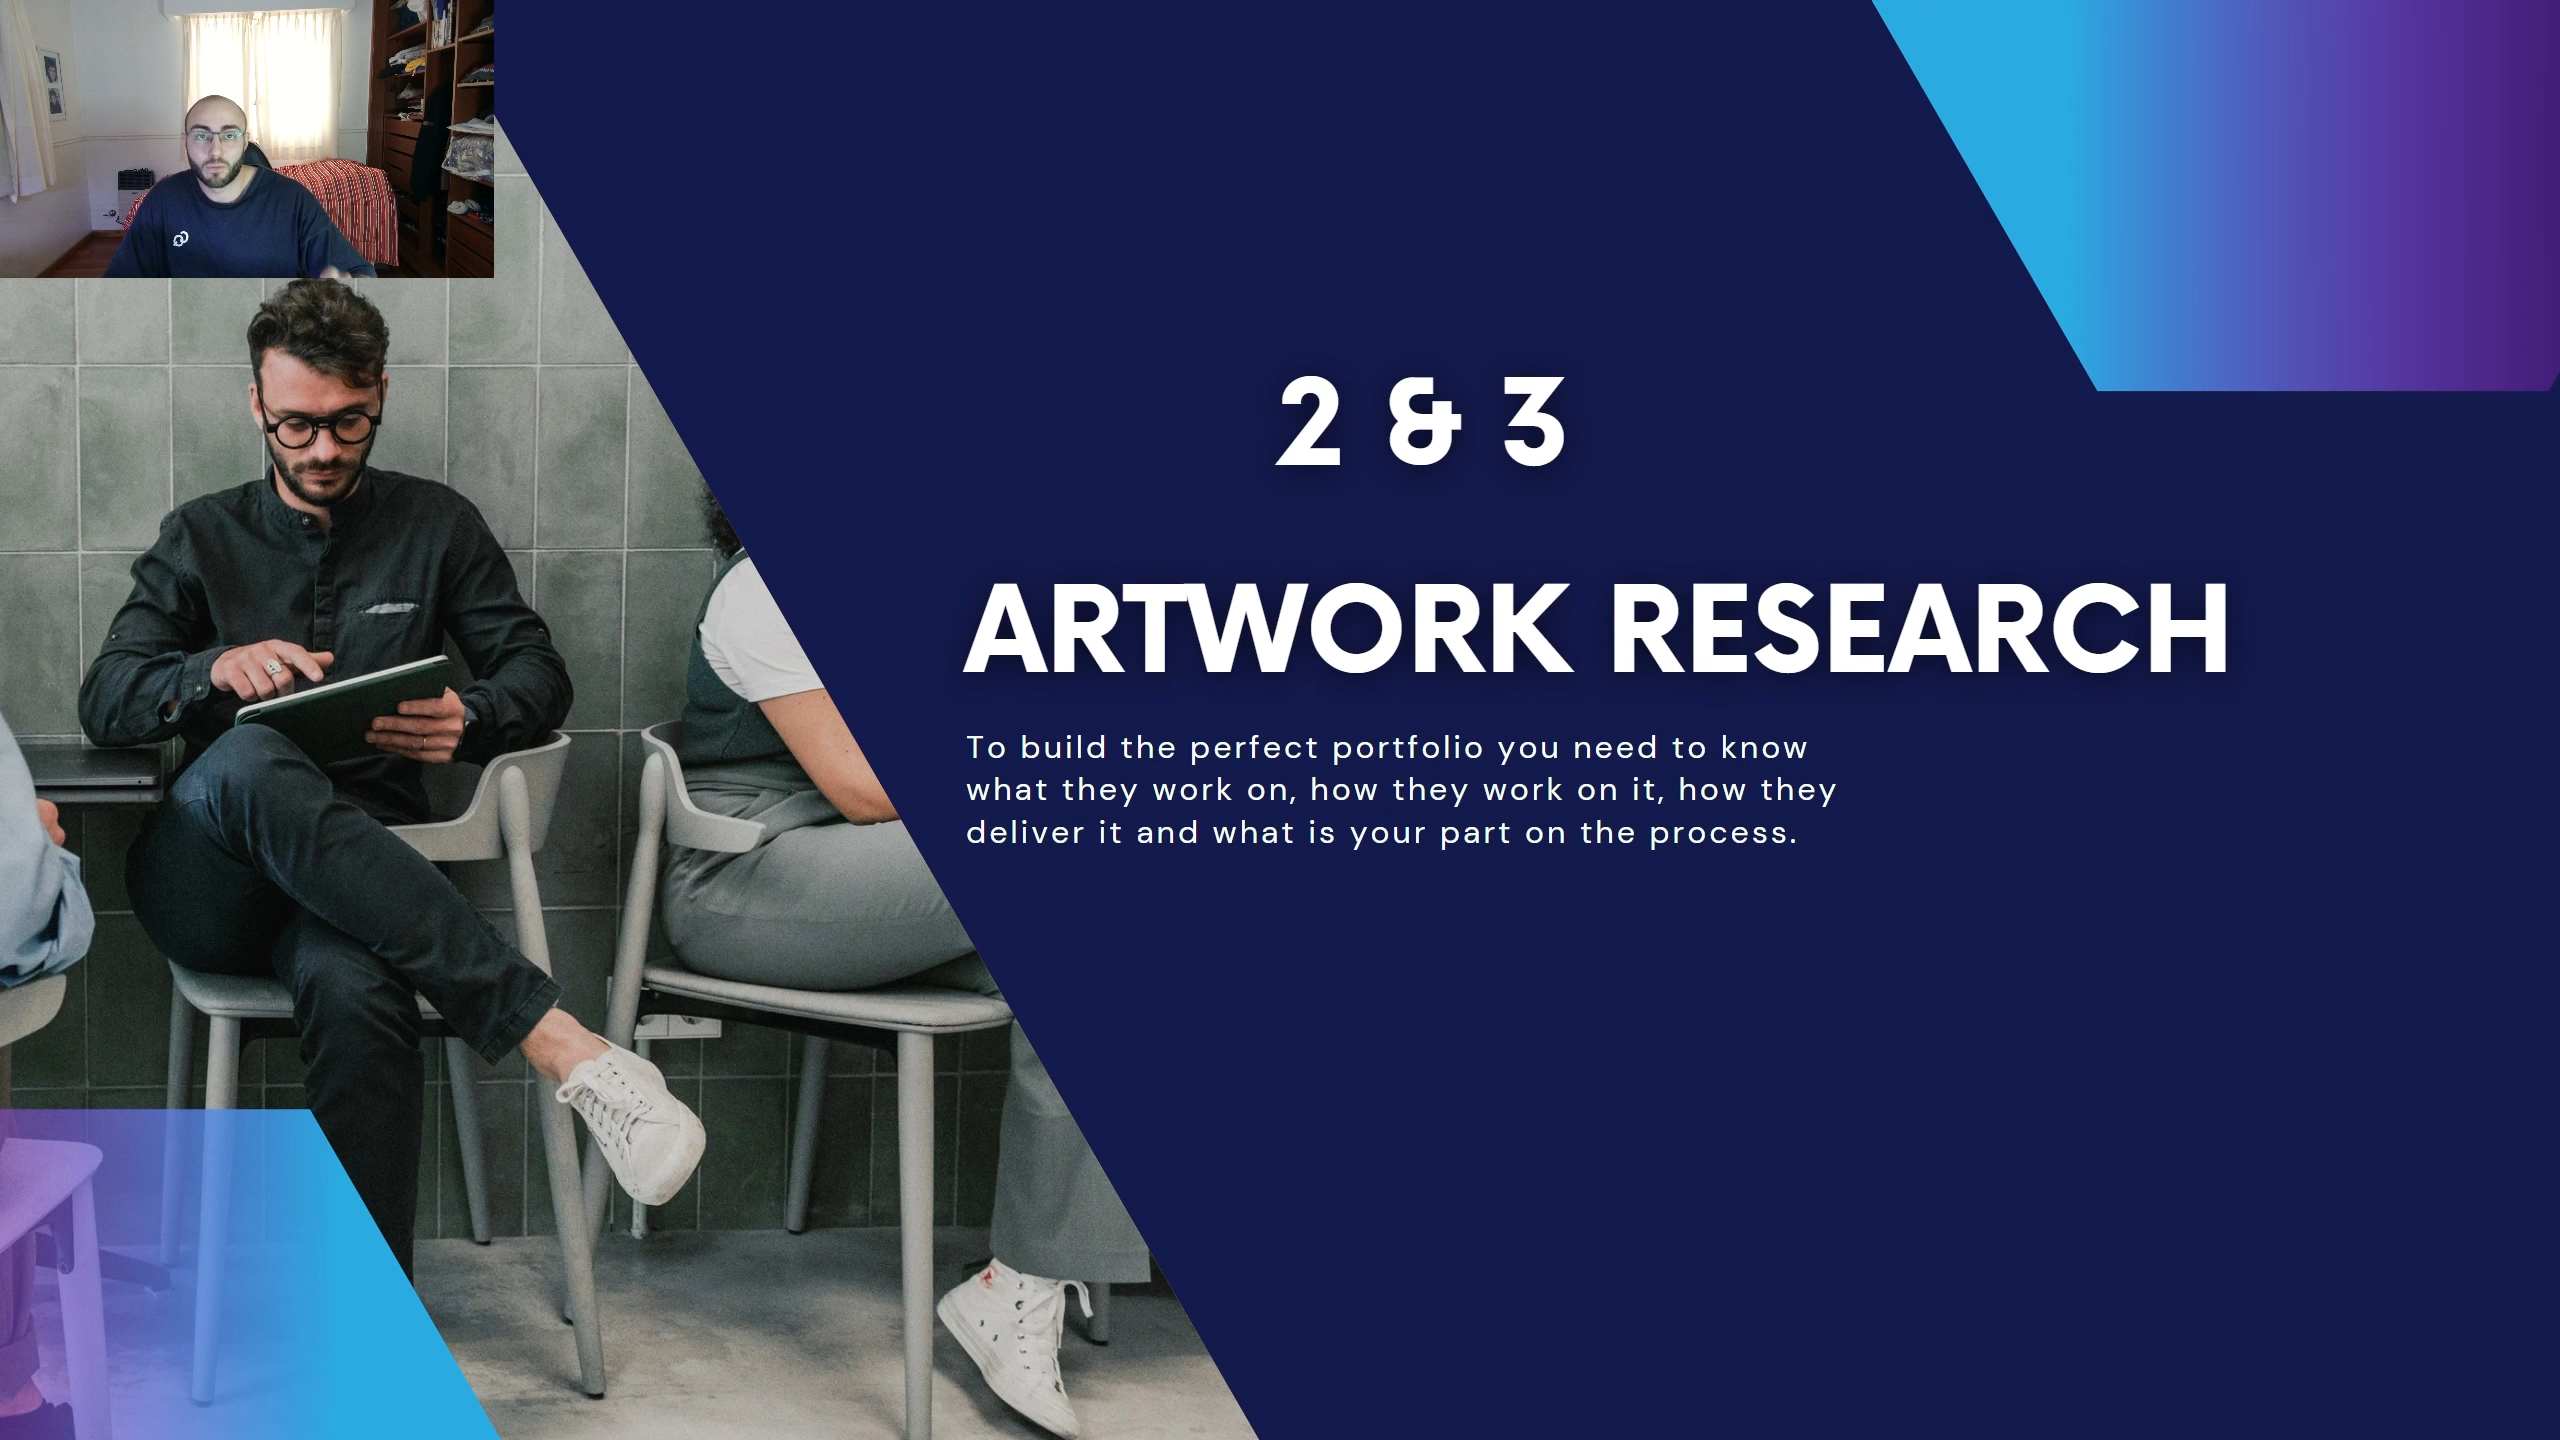 2 & 3
ARTWORK RESEARCH
To build the perfect portfolio you need to know
what they work on, how they work on it, how they
deliver it and what is your part on the process.